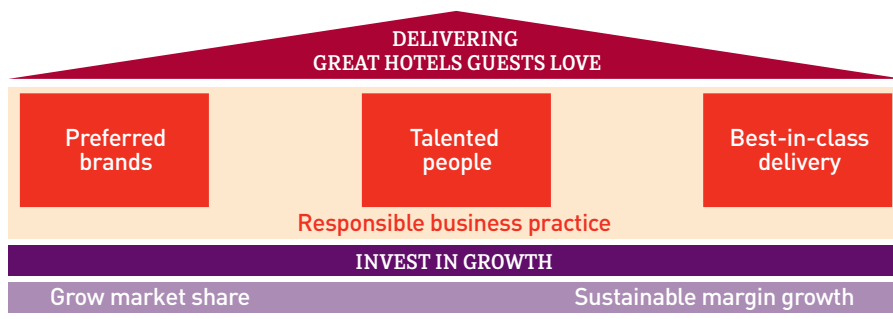 DELIVERING
GREAT HOTELS GUESTS LOVE
Preferred
brands
Talented
people
Best-in-class
delivery
Responsible business practice
INVEST IN GROWTH
Grow market share
Sustainable margin growth